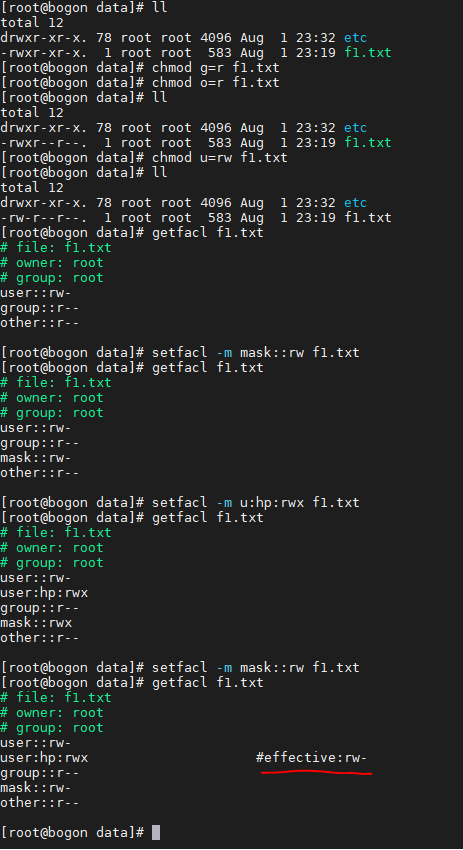 [root@bogon data]# ll
total 12
drwxr-xr-x. 78 root root 4096 Aug  1 23:32 etc
-rwxr-xr-x.  1 root root  583 Aug  1 23:19 f1.txt
[root@bogon data]# chmod g=r f1.txt
[root@bogon data]# chmod o=r f1.txt
[root@bogon data]# ll
total 12
drwxr-xr-x. 78 root root 4096 Aug  1 23:32 etc
-rwxr--r--.  1 root root  583 Aug  1 23:19 f1.txt
[root@bogon data]# chmod u=rw f1.txt
[root@bogon data]# ll
total 12
drwxr-xr-x. 78 root root 4096 Aug  1 23:32 etc
-rw-r--r--.  1 root root  583 Aug  1 23:19 f1.txt
[root@bogon data]# getfacl f1.txt
# file: f1.txt
# owner: root
# group: root
user::rw-
group::r--
other::r--

[root@bogon data]# setfacl -m mask::rw f1.txt
[root@bogon data]# getfacl f1.txt
# file: f1.txt
# owner: root
# group: root
user::rw-
group::r--
mask::rw-
other::r--

[root@bogon data]# setfacl -m u:hp:rwx f1.txt
[root@bogon data]# getfacl f1.txt
# file: f1.txt
# owner: root
# group: root
user::rw-
user:hp:rwx
group::r--
mask::rwx
other::r--

[root@bogon data]# setfacl -m mask::rw f1.txt
[root@bogon data]# getfacl f1.txt
# file: f1.txt
# owner: root
# group: root
user::rw-
user:hp:rwx                     #effective:rw-
group::r--
mask::rw-
other::r--

[root@bogon data]#